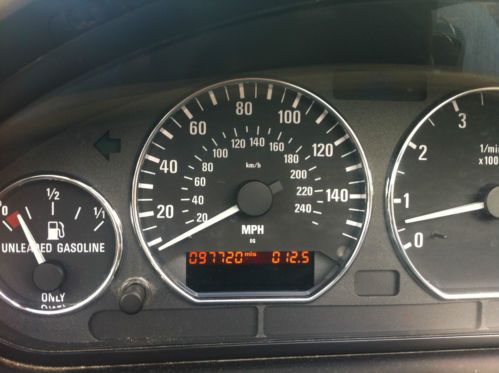 0 1/2 1/1
UNLEADED GASOLINE
ONLY
20 40 60 80 100 120 140
20 40 60 80 100 120 140 160 180 200 220 240
km/h
MPH
097720 mls 012.5
0 1 2 3
1/min
x100